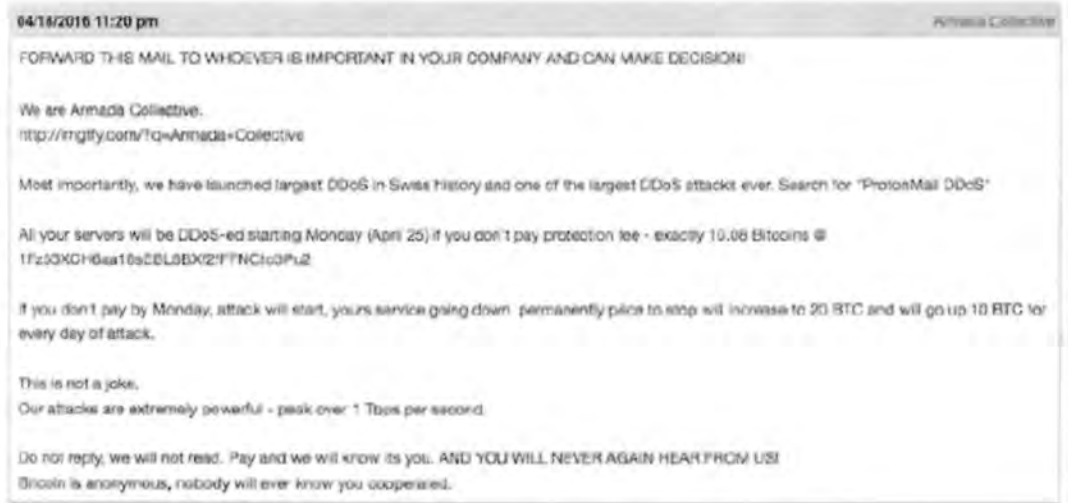 04/18/2016 11:20 pm
Armada Collective
FORWARD THIS MAIL TO WHOEVER IS IMPORTANT IN YOUR COMPANY AND CAN MAKE DECISION!
We are Armada Collective.
http://lmgtfy.com/?q=Armada+Collective
Most importantly, we have launched largest DDoS in Swiss history and one of the largest DDoS attacks ever. Search for "ProtonMail DDoS"
All your servers will be DDoS-ed starting Monday (April 25) if you don't pay protection fee - exactly 10.08 Bitcoins @
If you don't pay by Monday, attack will start, yours service going down permanently price to stop will increase to 20 BTC and will go up 10 BTC for
every day of attack.
This is not a joke.
Our attacks are extremely powerful - peak over 1 Tbps per second.
Do not reply, we will not read. Pay and we will know its you. AND YOU WILL NEVER AGAIN HEAR FROM US!
Bitcoin is anonymous, nobody will ever know you cooperated.